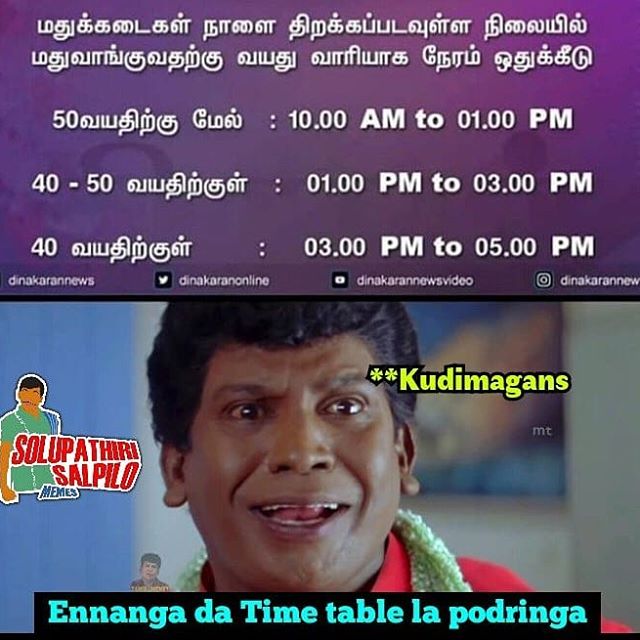 மதுக்கடைகள் நாளை திறக்கப்படவுள்ள நிலையில்
மதுவாங்குவதற்கு வயது வாரியாக நேரம் ஒதுக்கீடு
50வயதிற்கு மேல் : 10.00 AM to 01.00 PM
40 - 50 வயதிற்குள் : 01.00 PM to 03.00 PM
40 வயதிற்குள் : 03.00 PM to 05.00 PM
dinakarannews dinakaranonline dinakarannewsvideo dinakarannew
**Kudimagans
mt
SOLUPATHIRI
SALPILO
MEMES
Ennanga da Time table la podringa